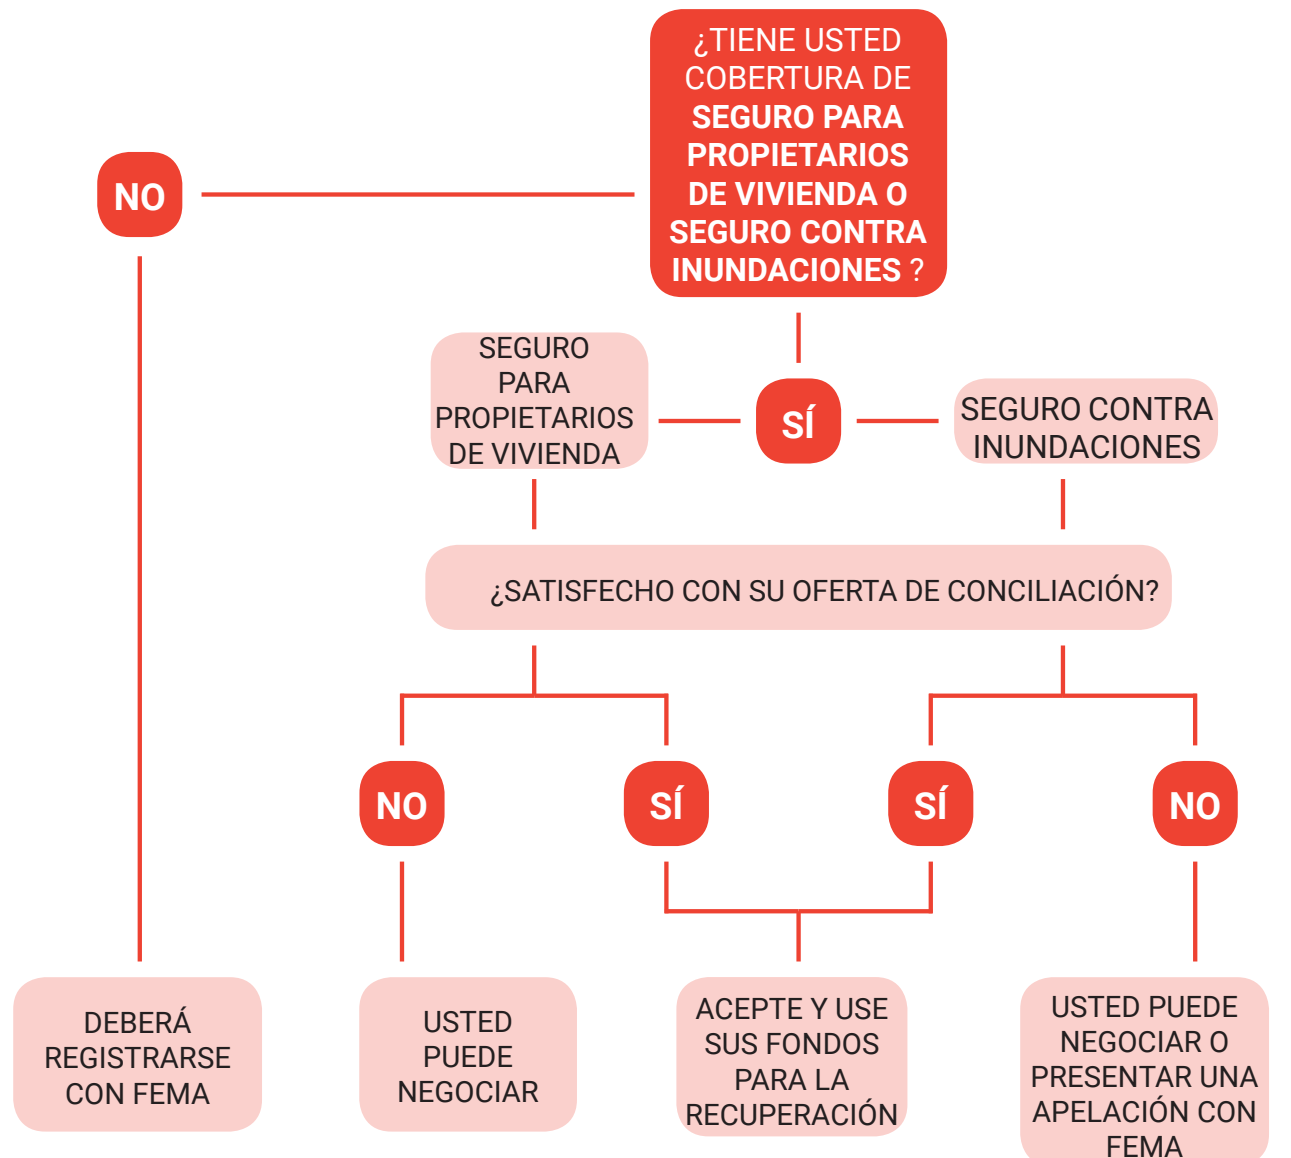 ¿TIENE USTED
COBERTURA DE
SEGURO PARA
PROPIETARIOS
DE VIVIENDA O
SEGURO CONTRA
INUNDACIONES ?
NO
SEGURO
PARA
PROPIETARIOS
DE VIVIENDA
SÍ
SEGURO CONTRA
INUNDACIONES
¿SATISFECHO CON SU OFERTA DE CONCILIACIÓN?
NO
SÍ
SÍ
NO
DEBERÁ
REGISTRARSE
CON FEMA
USTED
PUEDE
NEGOCIAR
ACEPTE Y USE
SUS FONDOS
PARA LA
RECUPERACIÓN
USTED PUEDE
NEGOCIAR O
PRESENTAR UNA
APELACIÓN CON
FEMA